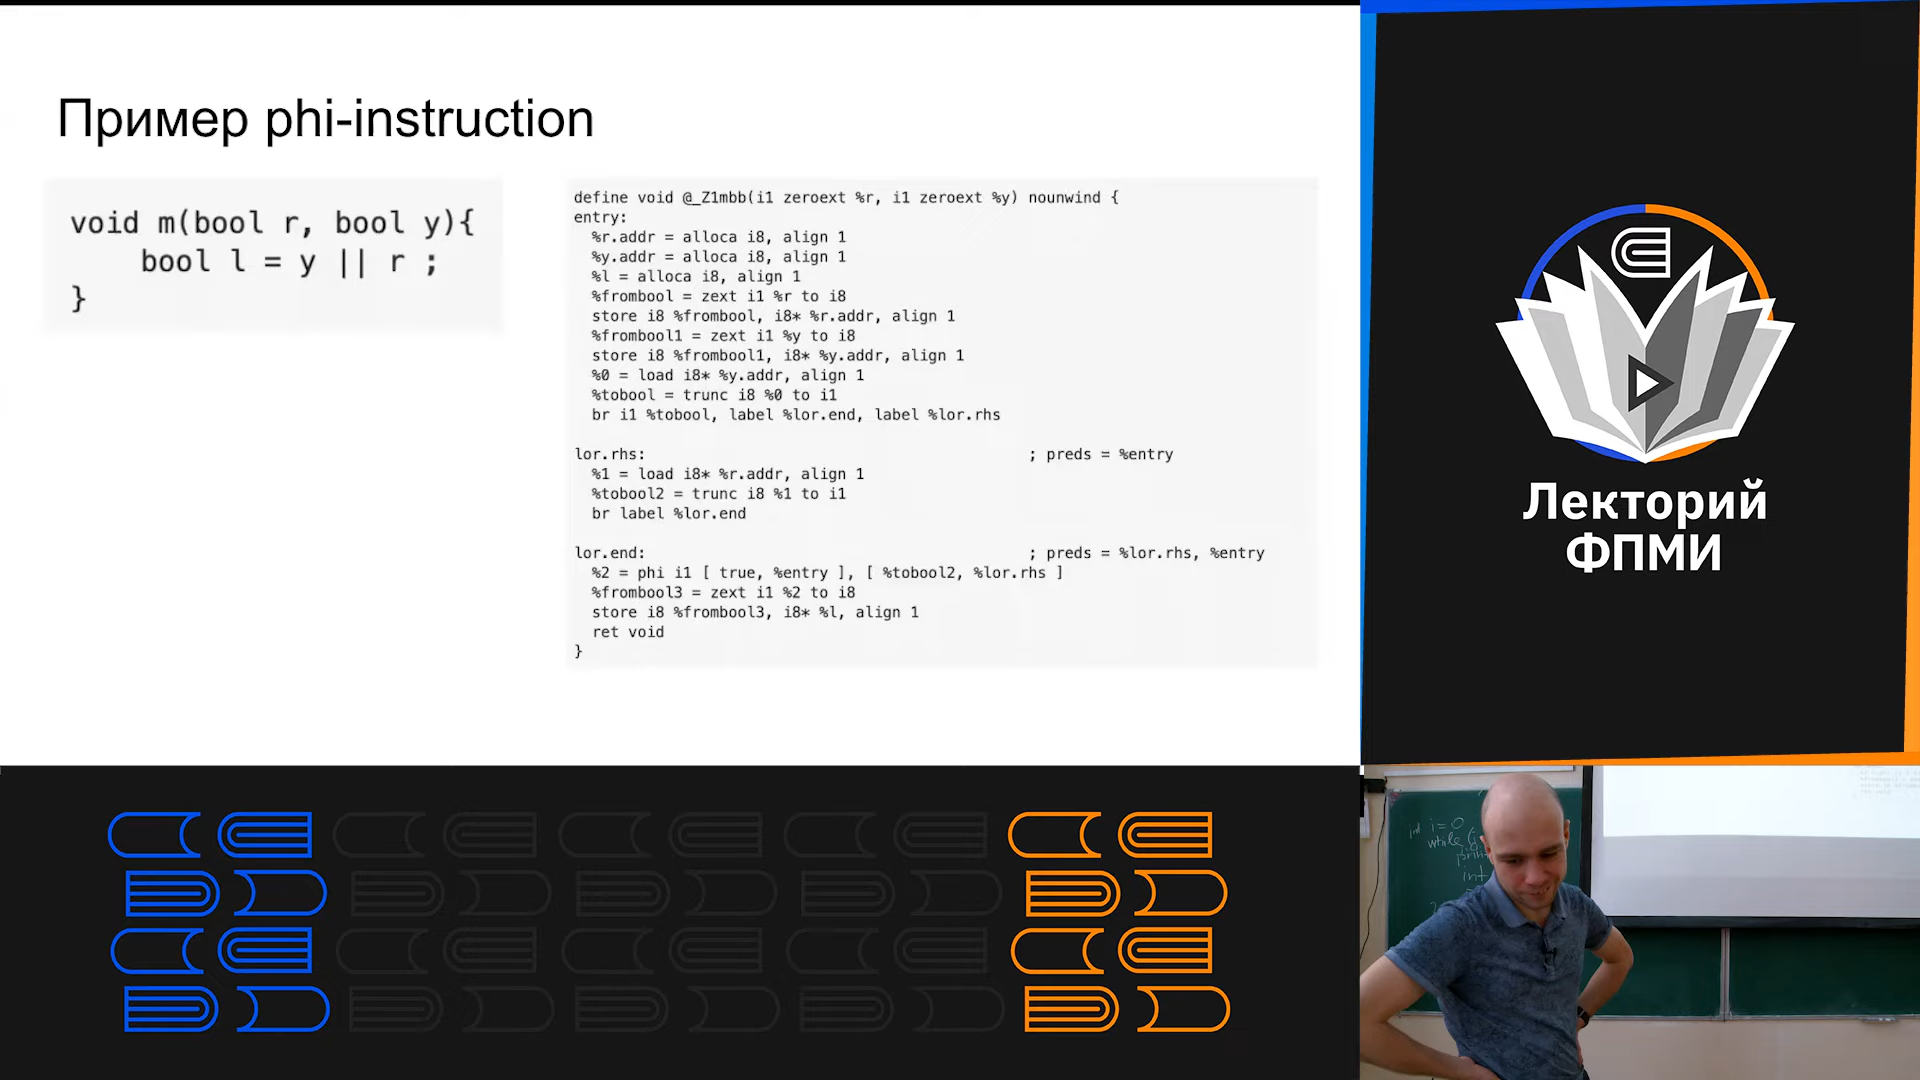 Пример phi-instruction
void m(bool r, bool y){
    bool l = y || r ;
}
define void @_Z1mbb(i1 zeroext %r, i1 zeroext %y) nounwind {
entry:
  %r.addr = alloca i8, align 1
  %y.addr = alloca i8, align 1
  %l = alloca i8, align 1
  %frombool = zext i1 %r to i8
  store i8 %frombool, i8* %r.addr, align 1
  %frombool1 = zext i1 %y to i8
  store i8 %frombool1, i8* %y.addr, align 1
  %0 = load i8* %y.addr, align 1
  %tobool = trunc i8 %0 to i1
  br i1 %tobool, label %lor.end, label %lor.rhs
lor.rhs:                                          ; preds = %entry
  %1 = load i8* %r.addr, align 1
  %tobool2 = trunc i8 %1 to i1
  br label %lor.end
lor.end:                                          ; preds = %lor.rhs, %entry
  %2 = phi i1 [ true, %entry ], [ %tobool2, %lor.rhs ]
  %frombool3 = zext i1 %2 to i8
  store i8 %frombool3, i8* %l, align 1
  ret void
}
Лекторий
ФПМИ
int i=0
while
int